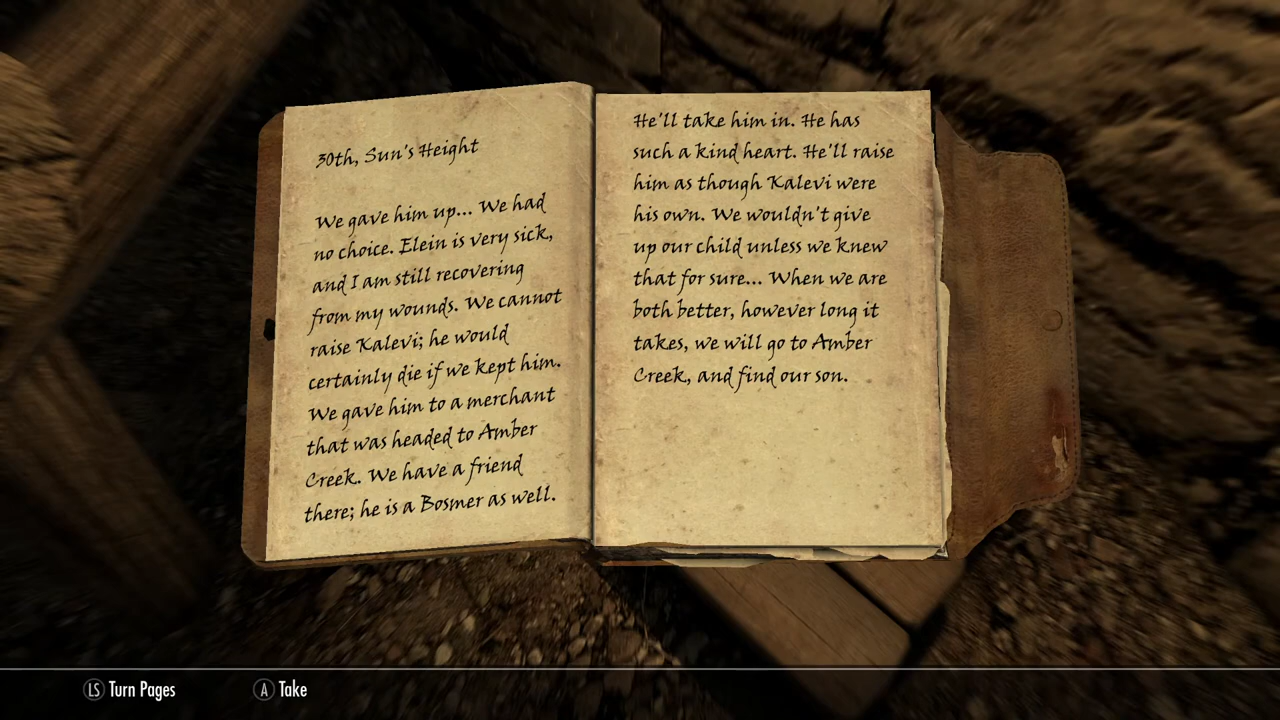 30th, Sun's Height
We gave him up... We had
no choice. Elein is very sick,
and I am still recovering
from my wounds. We cannot
raise Kalevi; he would
certainly die if we kept him.
We gave him to a merchant
that was headed to Amber
Creek. We have a friend
there; he is a Bosmer as well.
He'll take him in. He has
such a kind heart. He'll raise
him as though Kalevi were
his own. We wouldn't give
up our child unless we knew
that for sure... When we are
both better, however long it
takes, we will go to Amber
Creek, and find our son.
LS Turn Pages
A Take